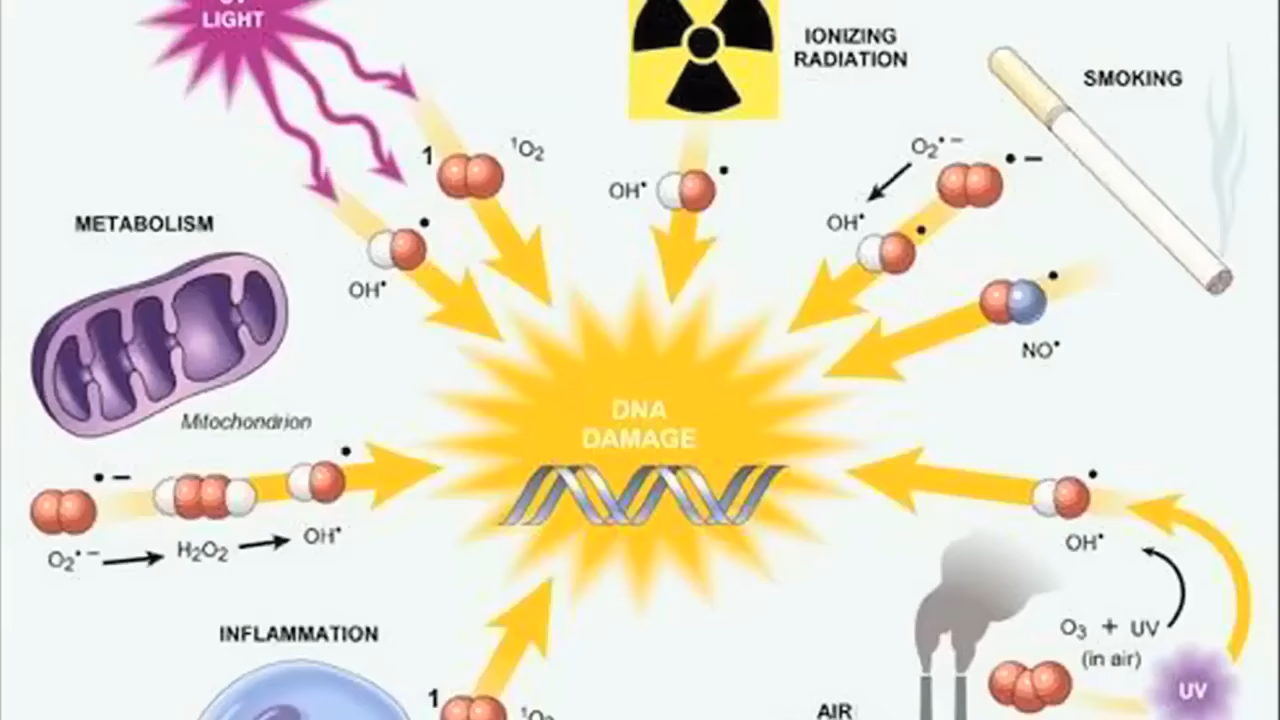 UV
LIGHT
IONIZING
RADIATION
SMOKING
1
¹O₂
O₂•–
• –
OH•
•
OH•
•
•
OH•
•
METABOLISM
•
NO•
Mitochondrion
DNA
DAMAGE
• –
•
O₂•–
H₂O₂
OH•
•
OH•
INFLAMMATION
O₃ + UV
(in air)
UV
1
¹O₂
AIR